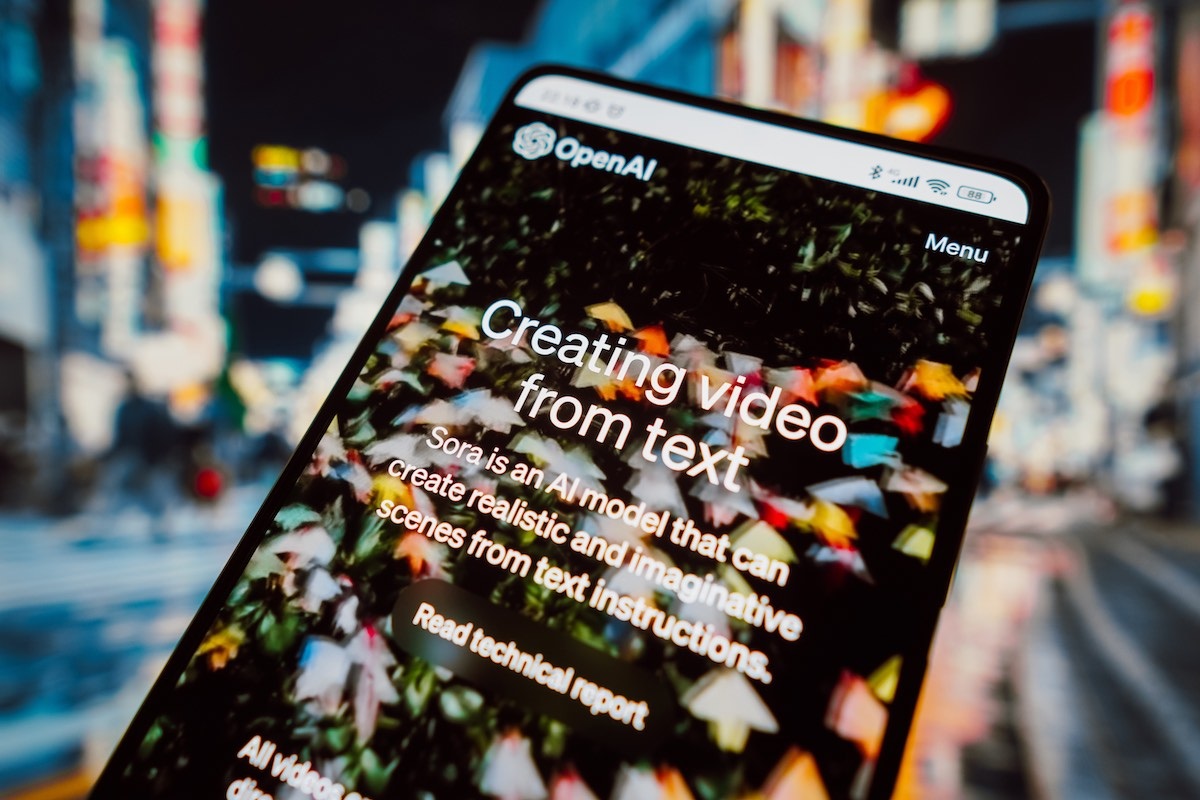 4G
88
OpenAI
Menu
Creating video
from text
Sora is an AI model that can
create realistic and imaginative
scenes from text instructions.
Read technical report
All videos